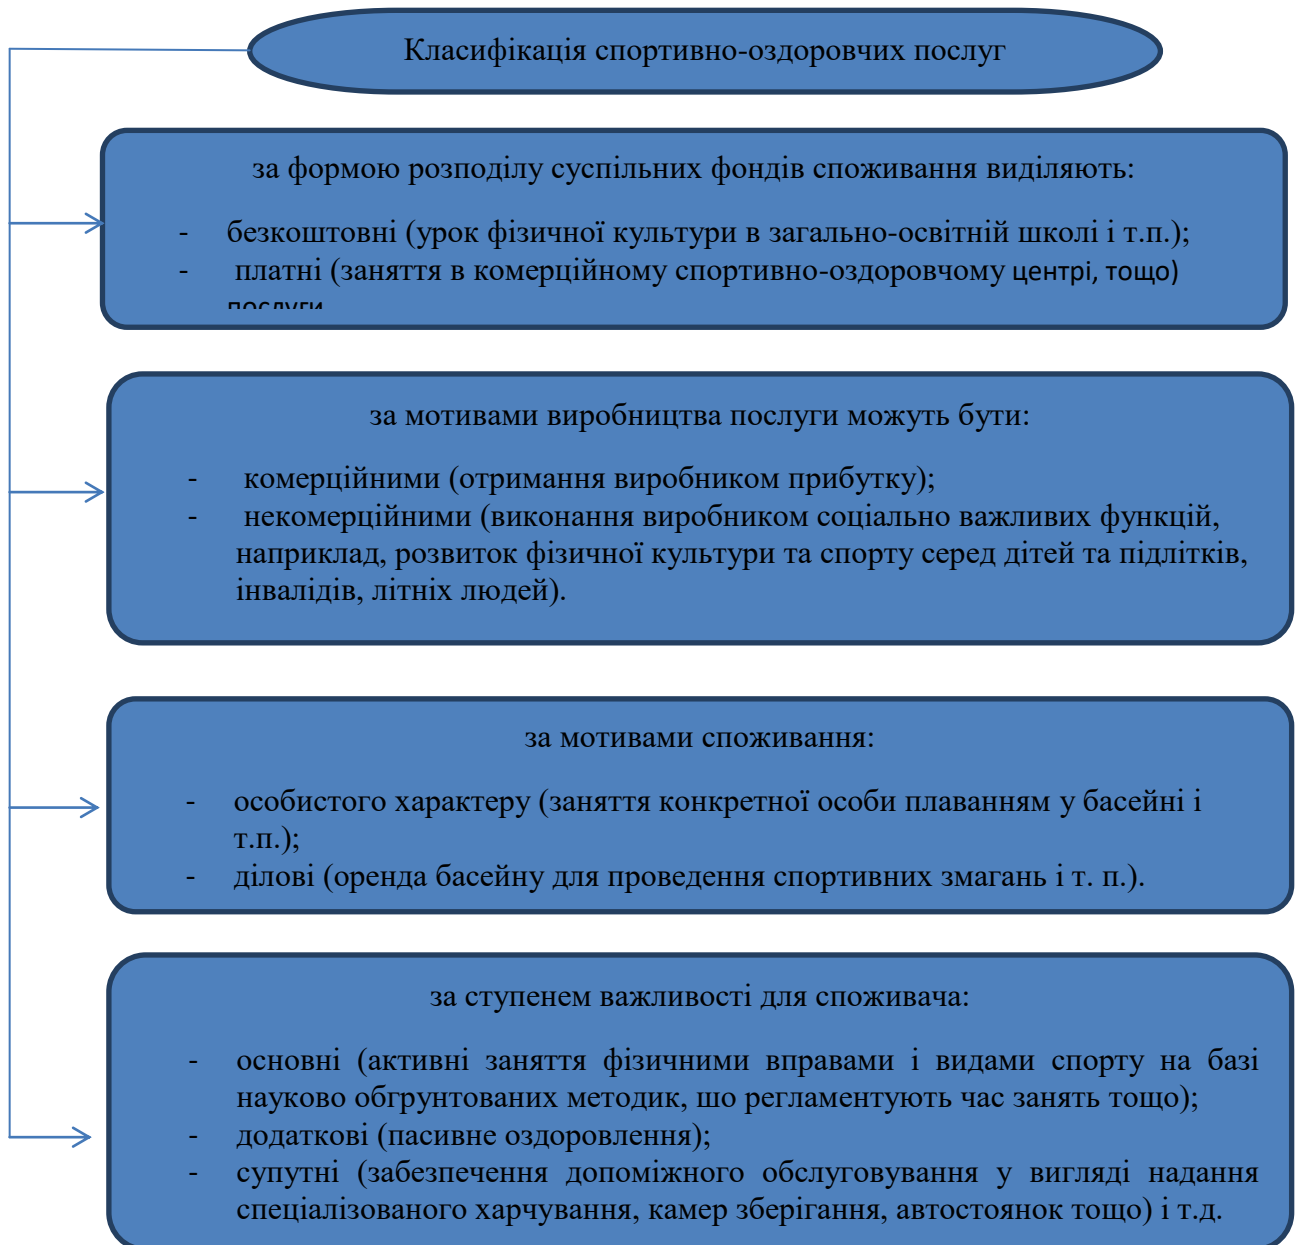 Класифікація спортивно-оздоровчих послуг
за формою розподілу суспільних фондів споживання виділяють:
- безкоштовні (урок фізичної культури в загально-освітній школі і т.п.);
- платні (заняття в комерційному спортивно-оздоровчому центрі, тощо)
послуги
за мотивами виробництва послуги можуть бути:
- комерційними (отримання виробником прибутку);
- некомерційними (виконання виробником соціально важливих функцій,
наприклад, розвиток фізичної культури та спорту серед дітей та підлітків,
інвалідів, літніх людей).
за мотивами споживання:
- особистого характеру (заняття конкретної особи плаванням у басейні і
т.п.);
- ділові (оренда басейну для проведення спортивних змагань і т. п.).
за ступенем важливості для споживача:
- основні (активні заняття фізичними вправами і видами спорту на базі
науково обгрунтованих методик, шо регламентують час занять тощо);
- додаткові (пасивне оздоровлення);
- супутні (забезпечення допоміжного обслуговування у вигляді надання
спеціалізованого харчування, камер зберігання, автостоянок тощо) і т.д.